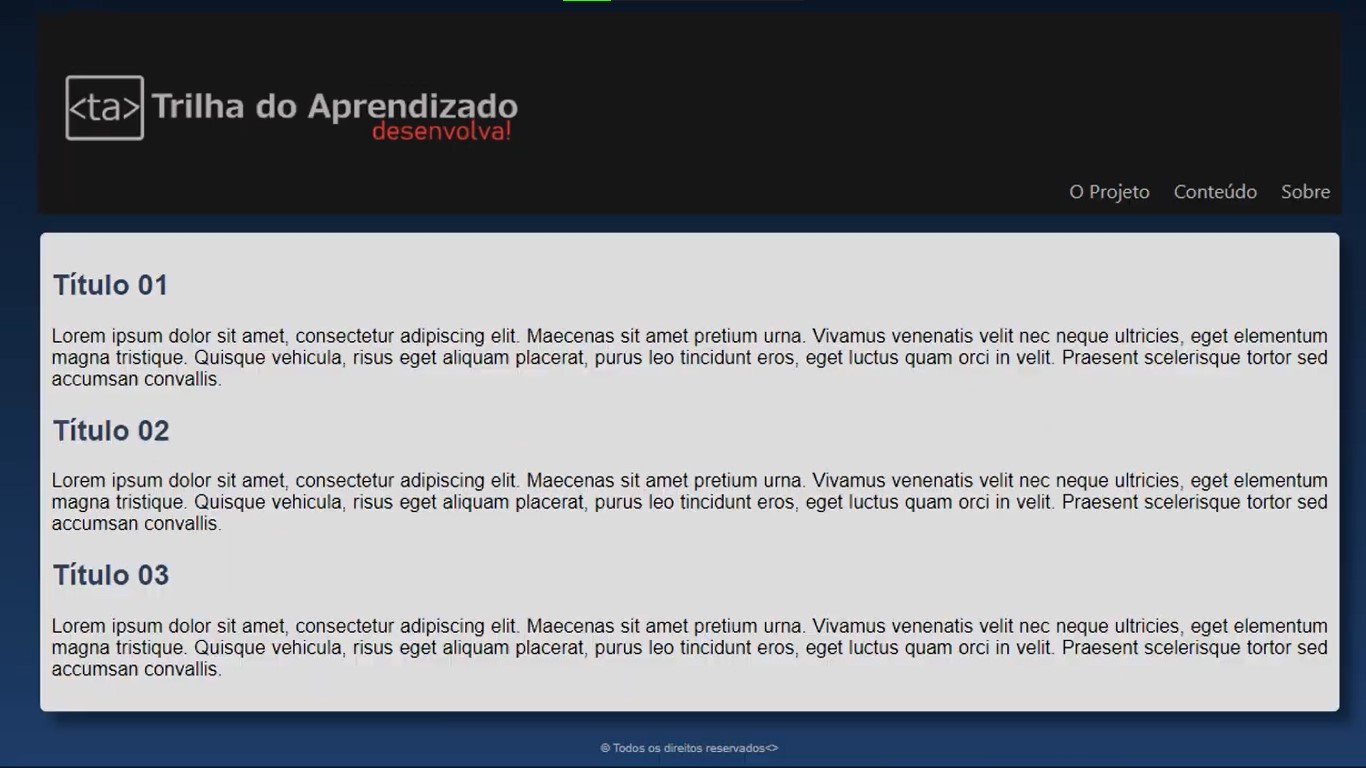 <ta> Trilha do Aprendizado
desenvolva!
O Projeto Conteúdo Sobre
Título 01
Lorem ipsum dolor sit amet, consectetur adipiscing elit. Maecenas sit amet pretium urna. Vivamus venenatis velit nec neque ultricies, eget elementum
magna tristique. Quisque vehicula, risus eget aliquam placerat, purus leo tincidunt eros, eget luctus quam orci in velit. Praesent scelerisque tortor sed
accumsan convallis.
Título 02
Lorem ipsum dolor sit amet, consectetur adipiscing elit. Maecenas sit amet pretium urna. Vivamus venenatis velit nec neque ultricies, eget elementum
magna tristique. Quisque vehicula, risus eget aliquam placerat, purus leo tincidunt eros, eget luctus quam orci in velit. Praesent scelerisque tortor sed
accumsan convallis.
Título 03
Lorem ipsum dolor sit amet, consectetur adipiscing elit. Maecenas sit amet pretium urna. Vivamus venenatis velit nec neque ultricies, eget elementum
magna tristique. Quisque vehicula, risus eget aliquam placerat, purus leo tincidunt eros, eget luctus quam orci in velit. Praesent scelerisque tortor sed
accumsan convallis.
© Todos os direitos reservados<>